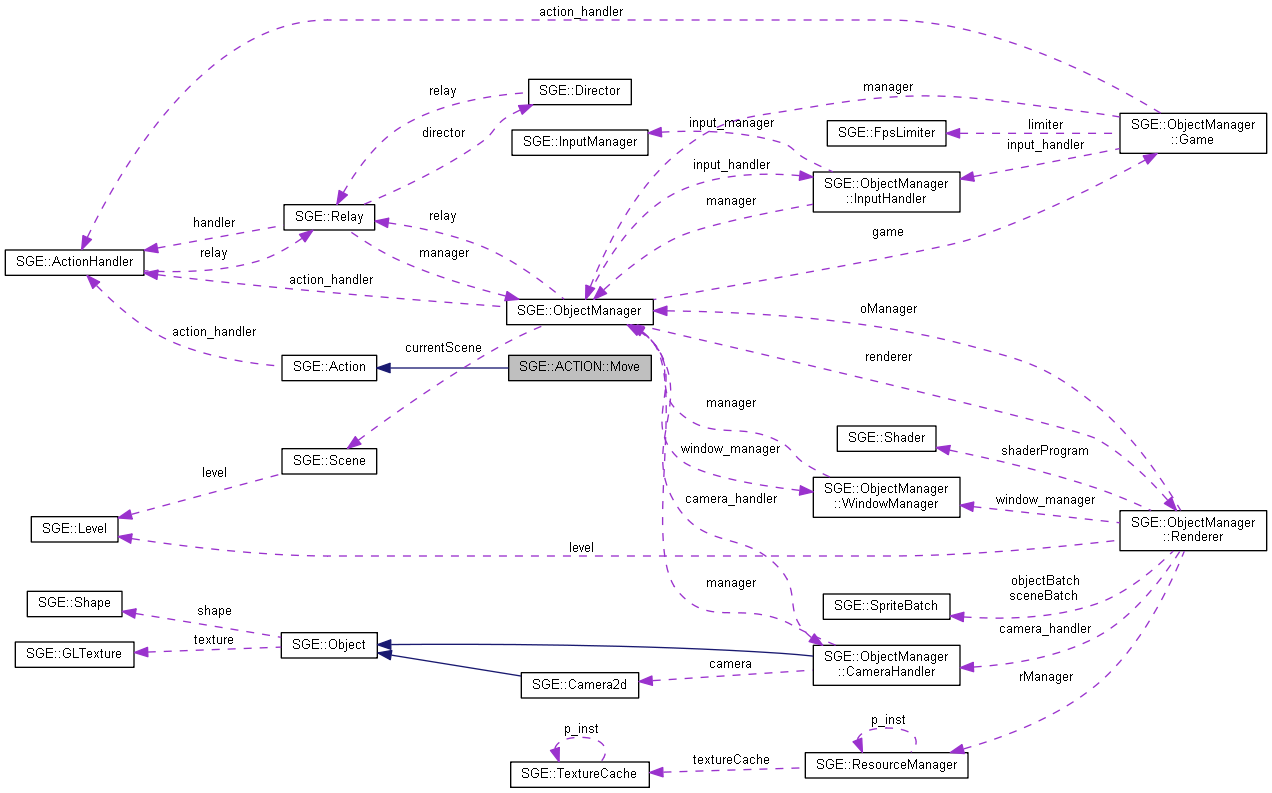 action_handler
relay
SGE::Director
manager
director
input_manager
SGE::InputManager
SGE::FpsLimiter
limiter
SGE::ObjectManager
::Game
input_handler
input_handler
SGE::ObjectManager
::InputHandler
manager
handler
SGE::Relay
relay
relay
manager
game
SGE::ActionHandler
action_handler
SGE::ObjectManager
oManager
action_handler
currentScene
renderer
SGE::Action
SGE::ACTION::Move
manager
SGE::Shader
shaderProgram
window_manager
SGE::Scene
level
camera_handler
SGE::ObjectManager
::WindowManager
window_manager
SGE::Level
SGE::ObjectManager
::Renderer
level
manager
objectBatch
sceneBatch
SGE::Shape
shape
SGE::SpriteBatch
camera_handler
SGE::GLTexture
texture
SGE::Object
SGE::ObjectManager
::CameraHandler
camera
SGE::Camera2d
rManager
p_inst
p_inst
SGE::TextureCache
textureCache
SGE::ResourceManager